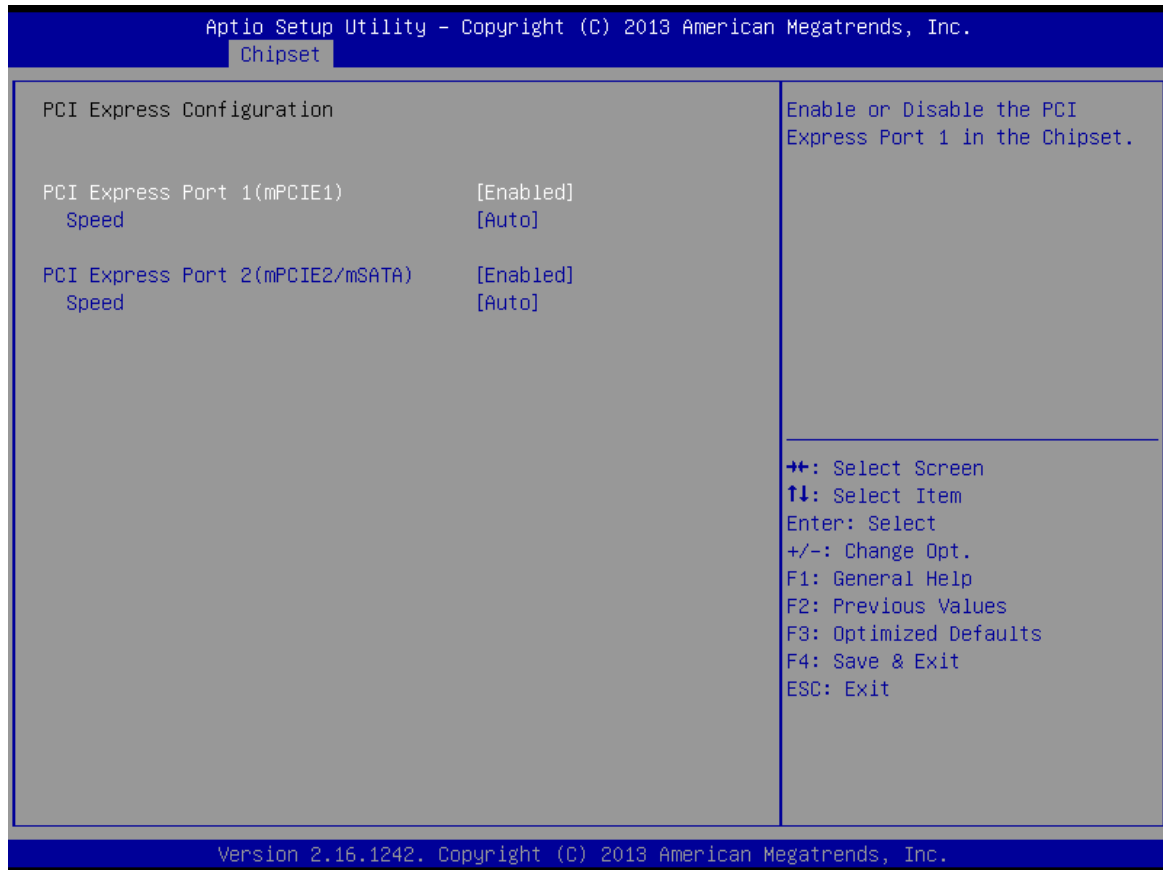 Aptio Setup Utility – Copyright (C) 2013 American Megatrends, Inc.
Chipset
PCI Express Configuration
PCI Express Port 1(mPCIE1) [Enabled]
Speed [Auto]
PCI Express Port 2(mPCIE2/mSATA) [Enabled]
Speed [Auto]
Enable or Disable the PCI
Express Port 1 in the Chipset.
→←: Select Screen
↑↓: Select Item
Enter: Select
+/-: Change Opt.
F1: General Help
F2: Previous Values
F3: Optimized Defaults
F4: Save & Exit
ESC: Exit
Version 2.16.1242. Copyright (C) 2013 American Megatrends, Inc.